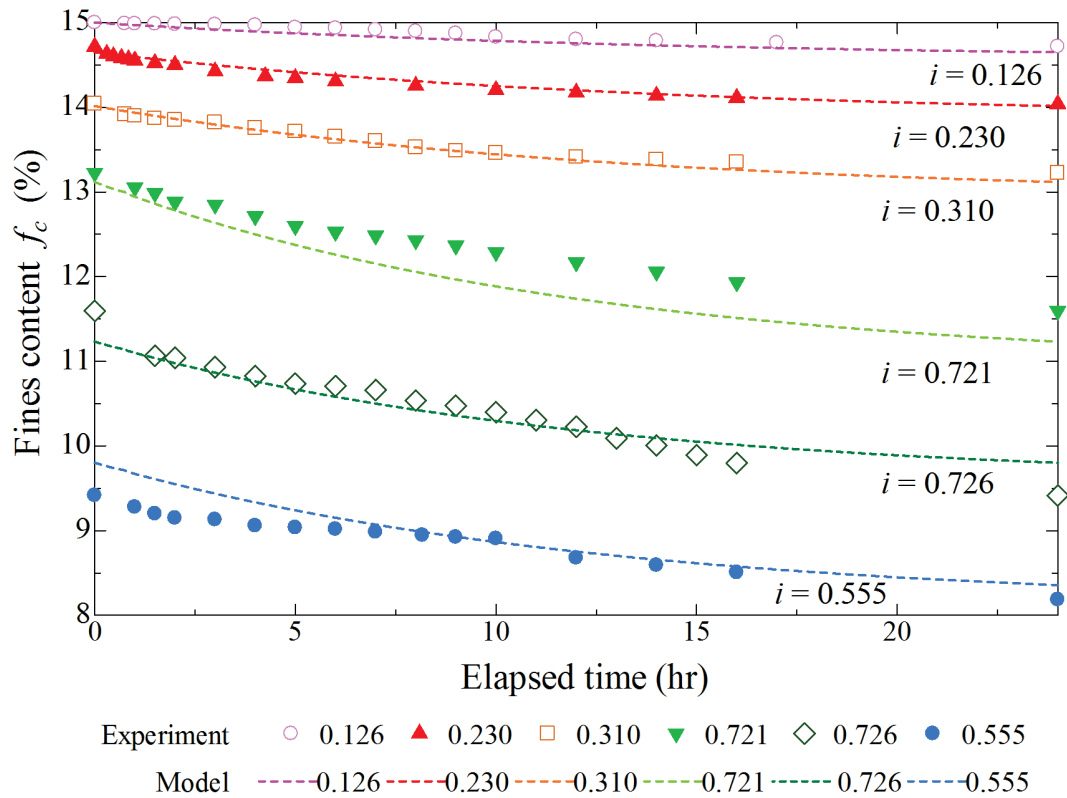 15
14
13
12
11
10
9
8
Fines content f_c (%)
i = 0.126
i = 0.230
i = 0.310
i = 0.721
i = 0.726
i = 0.555
0 5 10 15 20
Elapsed time (hr)
Experiment 0.126 0.230 0.310 0.721 0.726 0.555
Model 0.126 0.230 0.310 0.721 0.726 0.555